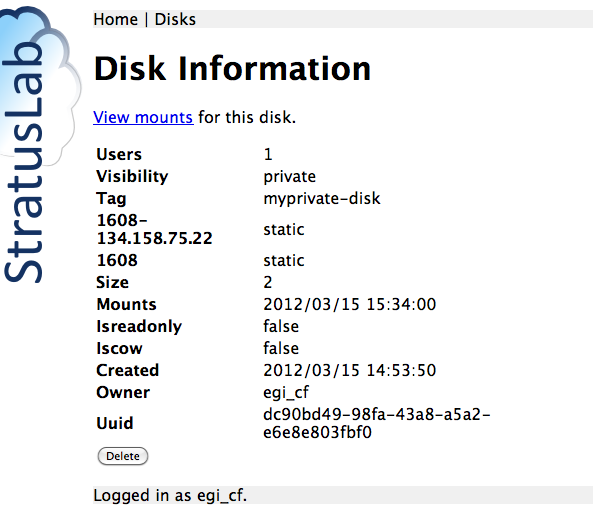 StratusLab
Home | Disks
Disk Information
View mounts for this disk.
Users 1
Visibility private
Tag myprivate-disk
1608-
134.158.75.22 static
1608 static
Size 2
Mounts 2012/03/15 15:34:00
Isreadonly false
Iscow false
Created 2012/03/15 14:53:50
Owner egi_cf
Uuid dc90bd49-98fa-43a8-a5a2-
e6e8e803fbf0
Delete
Logged in as egi_cf.